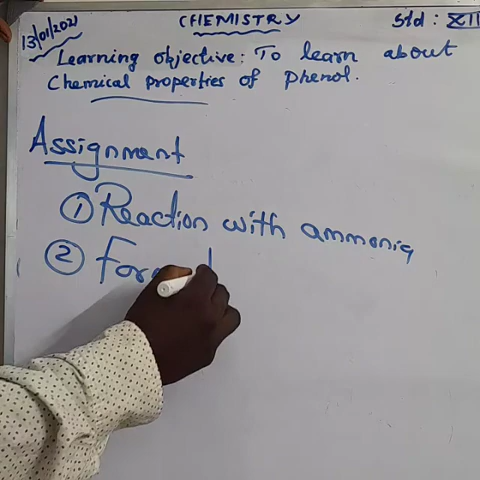 13/01/2021 CHEMISTRY Std : XII
Learning objective: To learn about
Chemical properties of Phenol.
Assignment
① Reaction with ammonia
②